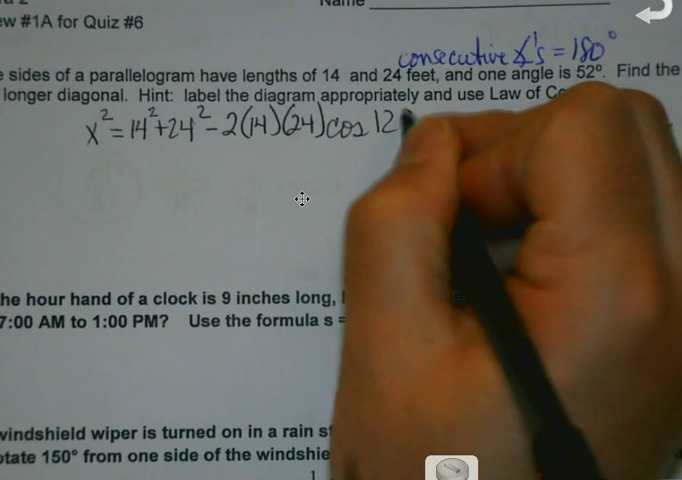 Name
ew #1A for Quiz #6
consecutive ∠'s = 180°
e sides of a parallelogram have lengths of 14 and 24 feet, and one angle is 52º. Find the
longer diagonal. Hint: label the diagram appropriately and use Law of Co
x² = 14² + 24² - 2(14)(24)cos 12
the hour hand of a clock is 9 inches long,
7:00 AM to 1:00 PM? Use the formula s =
windshield wiper is turned on in a rain s
otate 150° from one side of the windshie
1